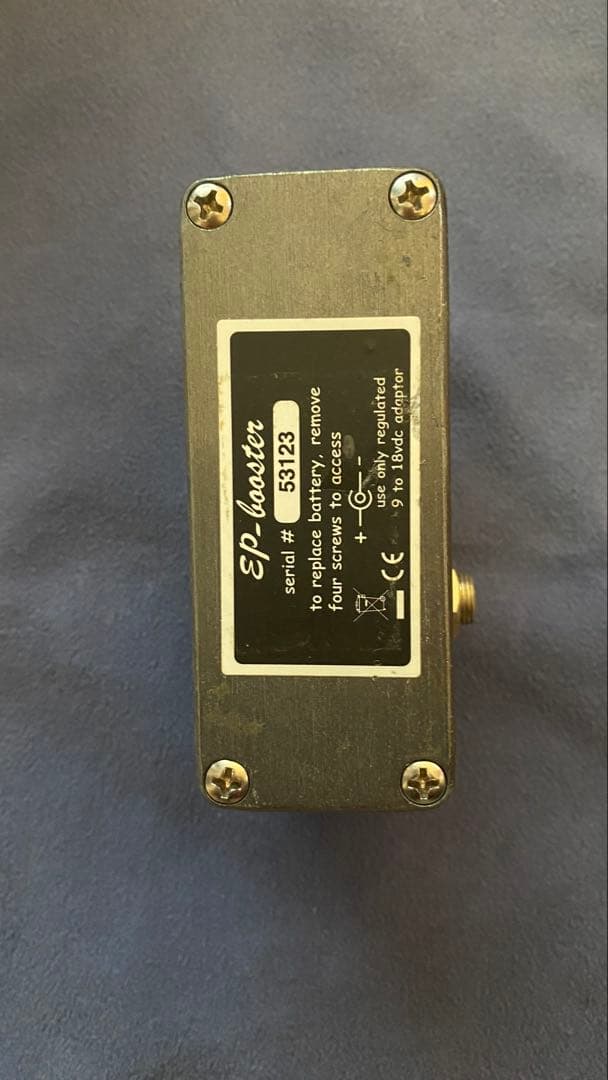 EP-booster
serial # 53123
to replace battery, remove
four screws to access
+ -
use only regulated
9 to 18vdc adaptor
CE